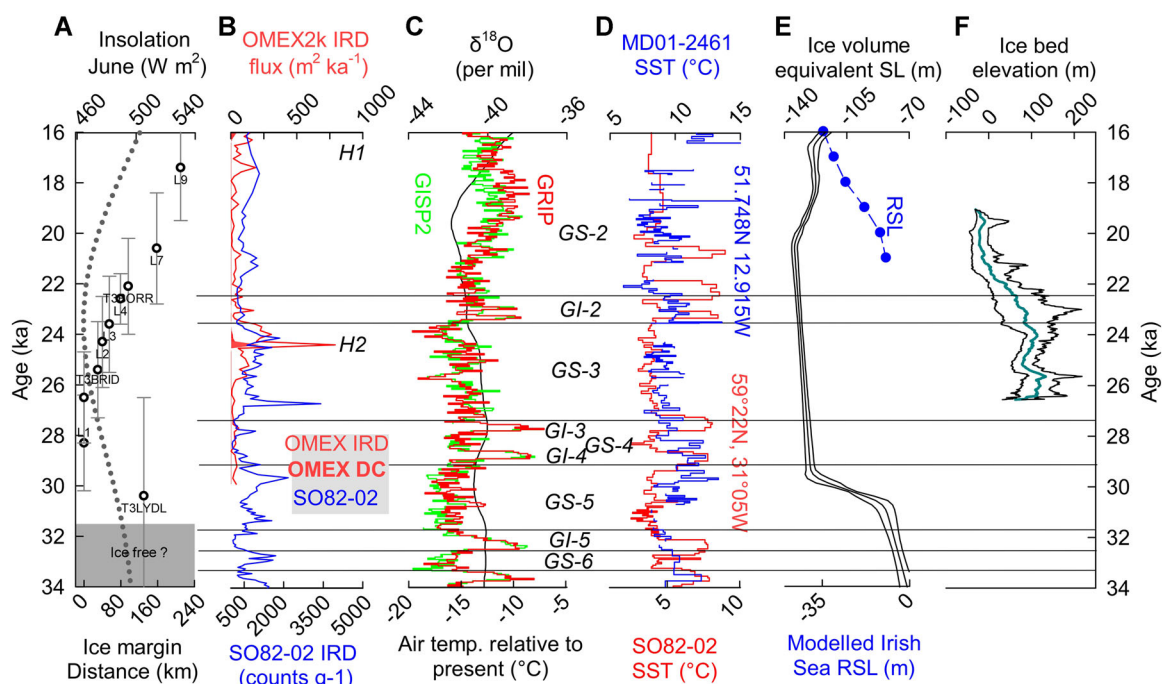 A
Insolation
June (W m²)
460
500
540
B
OMEX2k IRD
flux (m² ka⁻¹)
0
500
1000
C
δ¹⁸O
(per mil)
-44
-40
-36
D
MD01-2461
SST (°C)
5
10
15
E
Ice volume
equivalent SL (m)
-140
-105
-70
F
Ice bed
elevation (m)
-100
0
100
200
Age (ka)
16
18
20
22
24
26
28
30
32
34
L9
L7
T3TORR
L4
L3
L2
T3BRID
L1
T3LYDL
Ice free ?
H1
H2
OMEX IRD
OMEX DC
SO82-02
GISP2
GRIP
GS-2
GI-2
GS-3
GI-3
GS-4
GI-4
GS-5
GI-5
GS-6
51.748N 12.915W
59°22N, 31°05W
RSL
16
18
20
22
24
26
28
30
32
34
Age (ka)
0
80
160
240
Ice margin
Distance (km)
500
2000
5000
SO82-02 IRD
(counts g-1)
-20
-15
-10
-5
Air temp. relative to
present (°C)
5
10
SO82-02
SST (°C)
-35
0
Modelled Irish
Sea RSL (m)